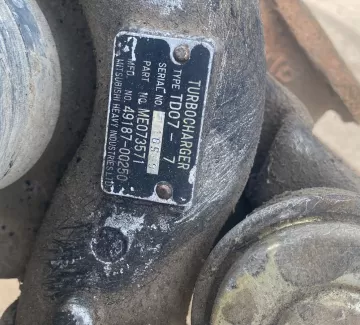 TURBOCHARGER
TYPE TD07 - 7
SERIAL NO.
PART NO. ME073571
MFD. NO. 49187-00250
MITSUBISHI HEAVY INDUSTRIES, LTD